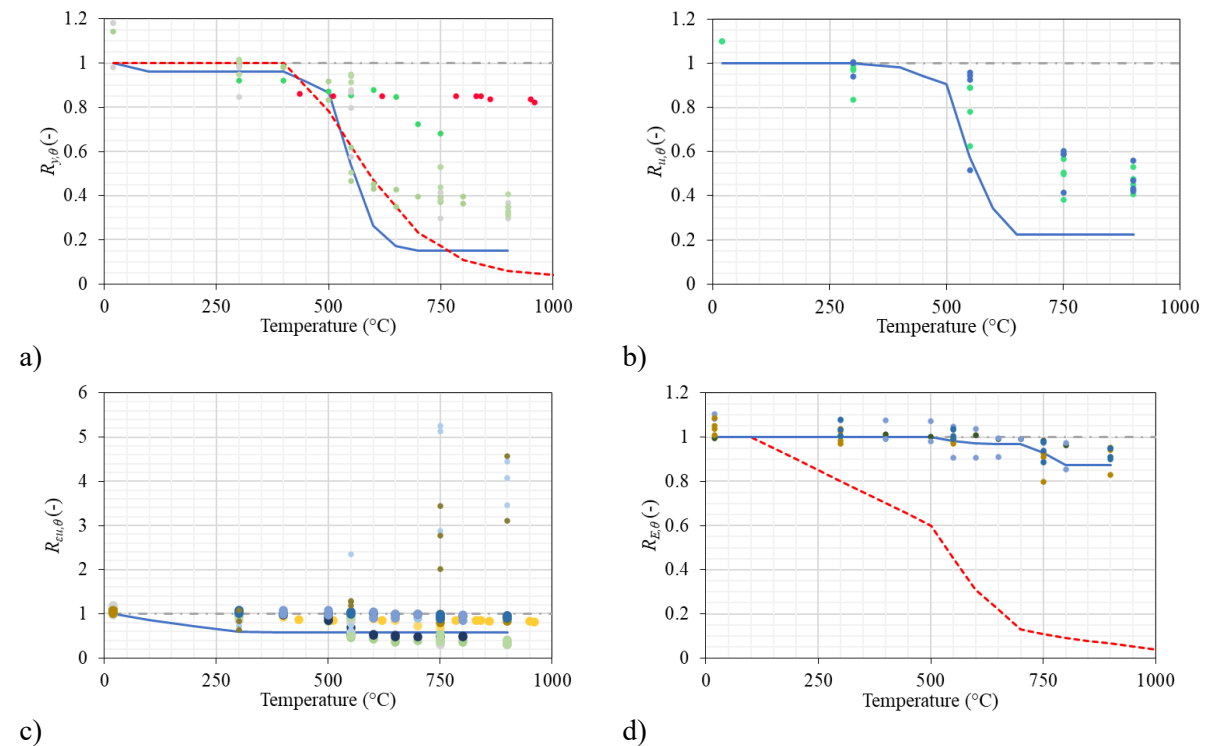 1.2
1
0.8
0.6
0.4
0.2
0
R_{y,θ} (-)
0 250 500 750 1000
Temperature (°C)
a)
1.2
1
0.8
0.6
0.4
0.2
0
R_{u,θ} (-)
0 250 500 750 1000
Temperature (°C)
b)
6
5
4
3
2
1
0
R_{εu,θ} (-)
0 250 500 750 1000
Temperature (°C)
c)
1.2
1
0.8
0.6
0.4
0.2
0
R_{E,θ} (-)
0 250 500 750 1000
Temperature (°C)
d)